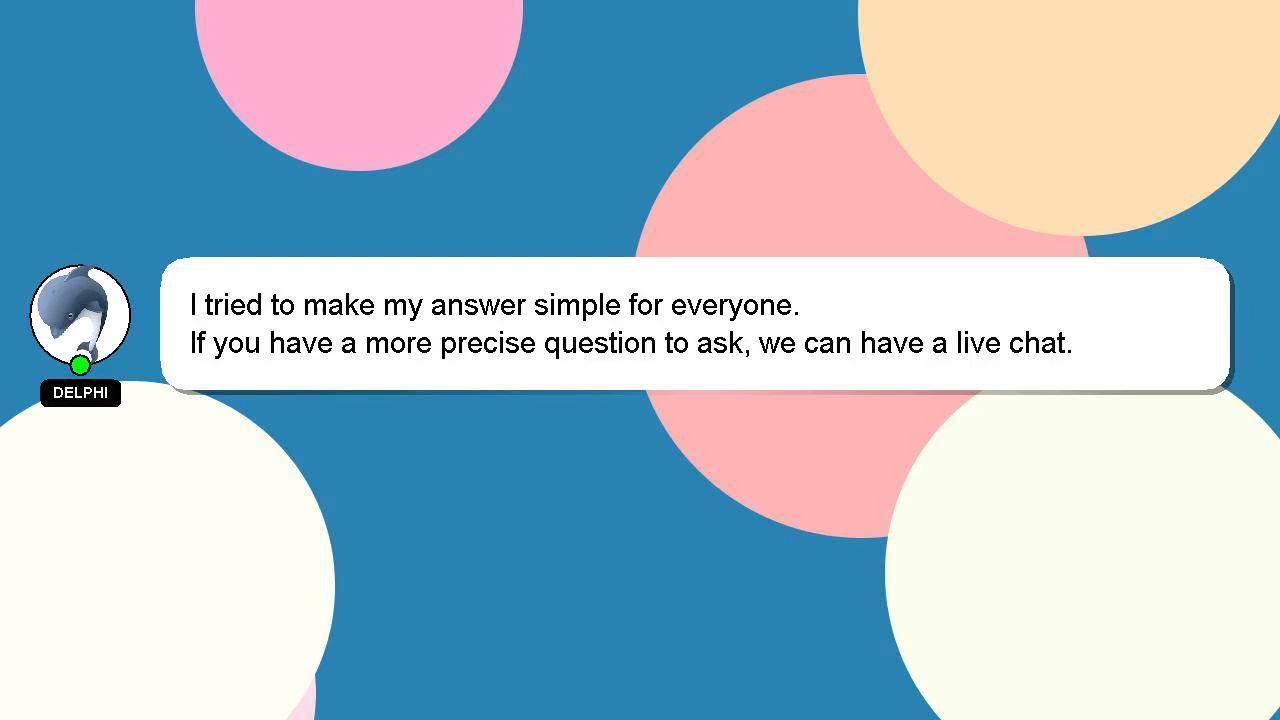 I tried to make my answer simple for everyone.
If you have a more precise question to ask, we can have a live chat.
DELPHI